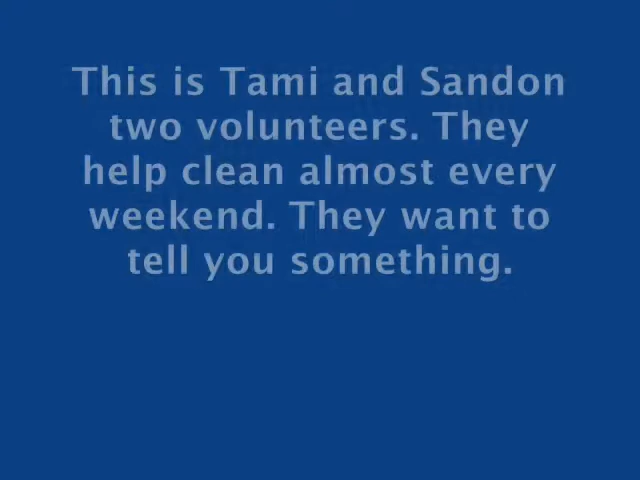 This is Tami and Sandon
two volunteers. They
help clean almost every
weekend. They want to
tell you something.